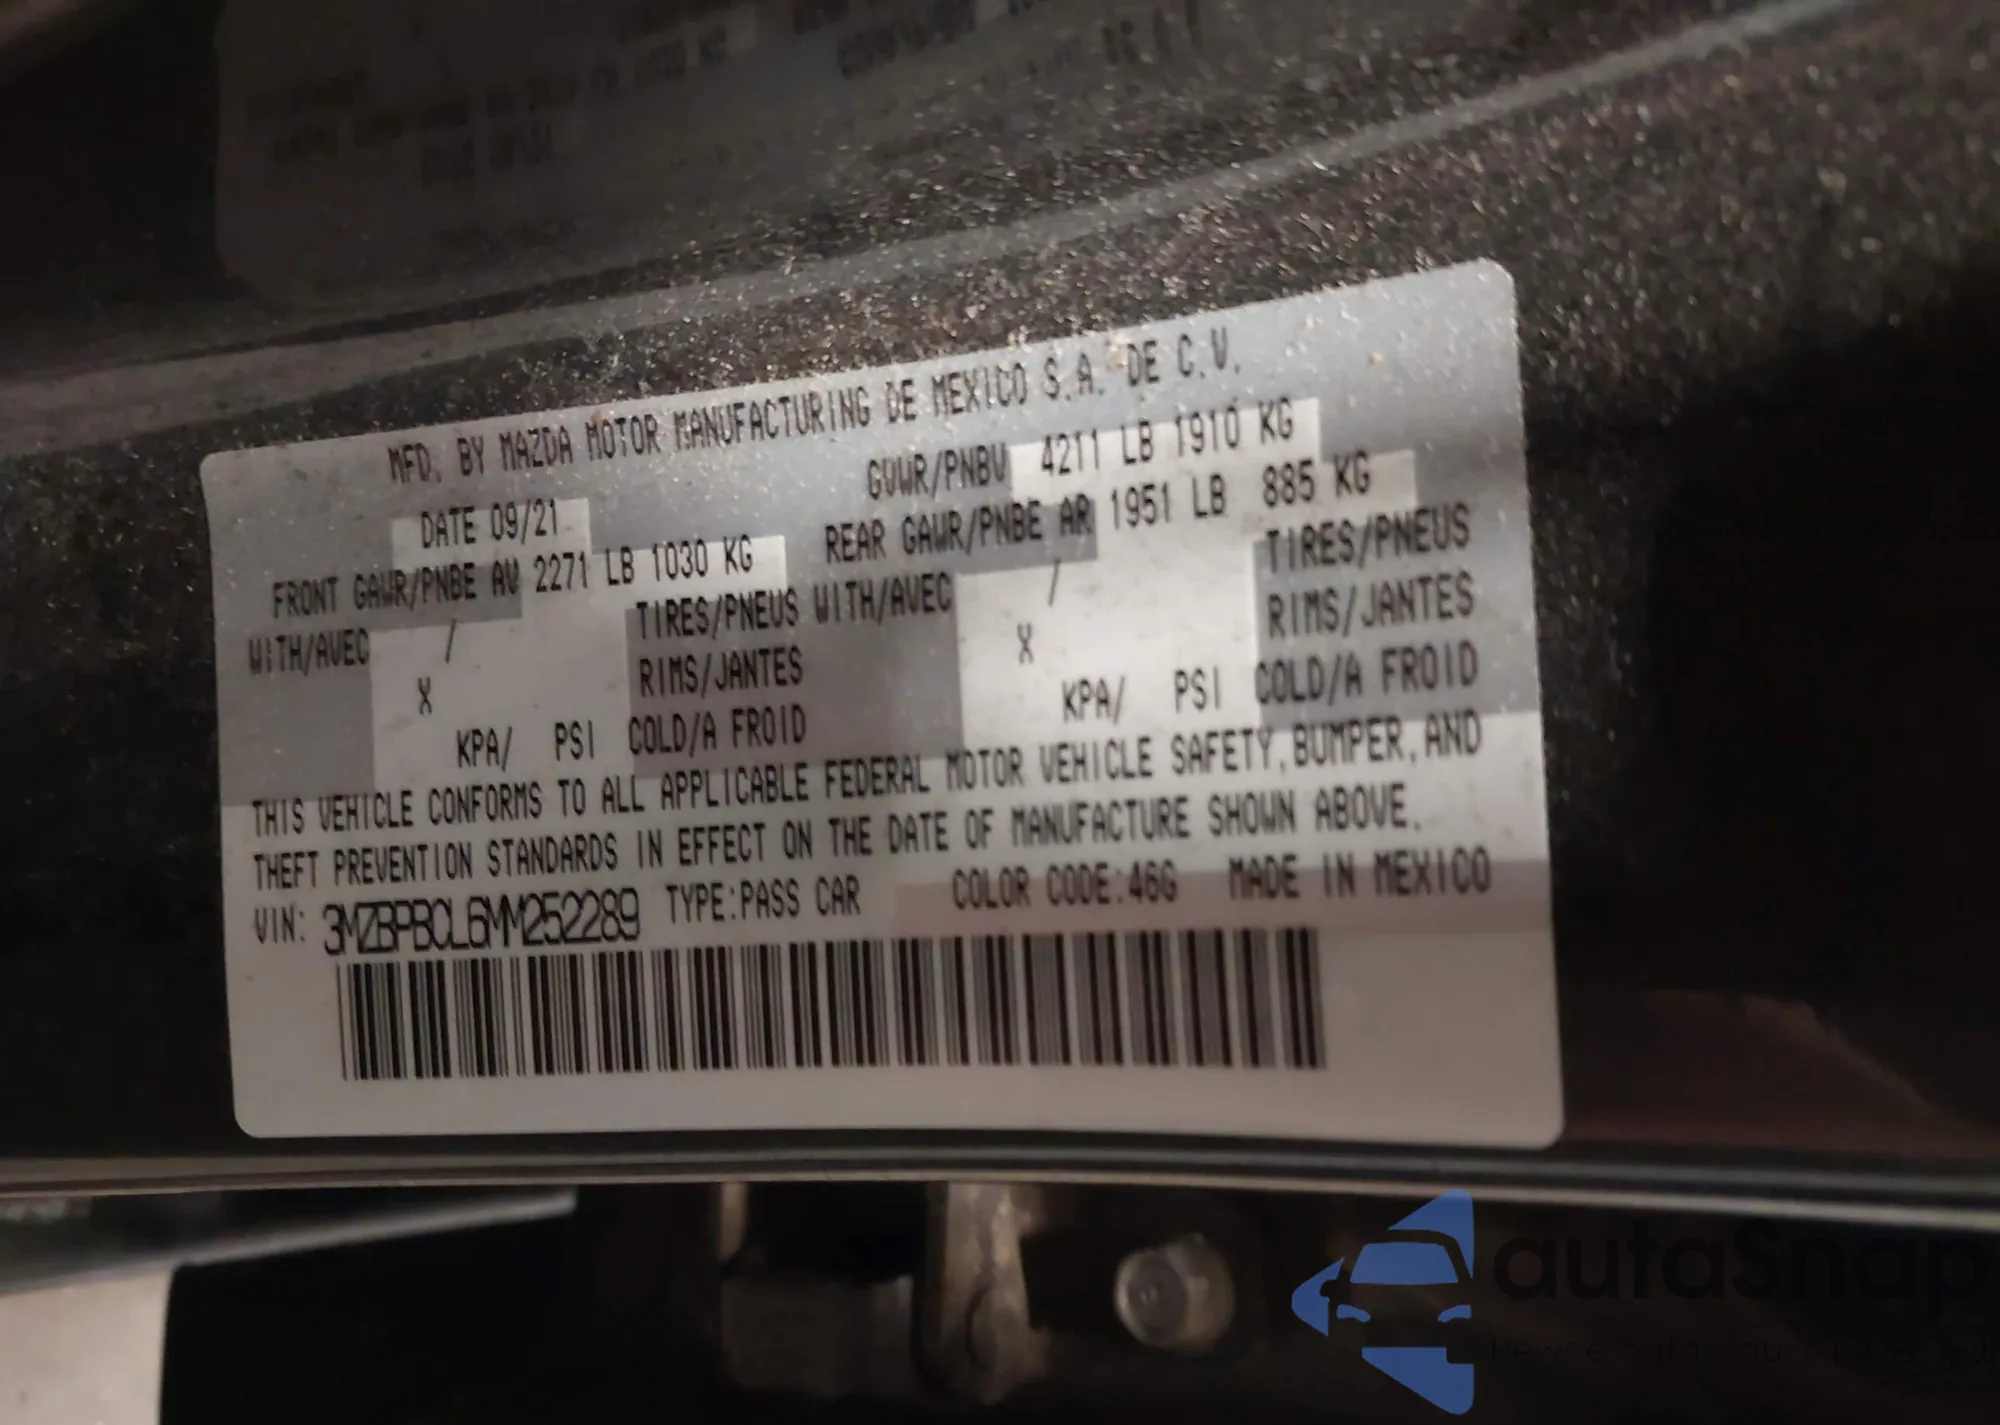 MFD. BY MAZDA MOTOR MANUFACTURING DE MEXICO S.A. DE C.V.
DATE 09/21 GVWR/PNBV 4211 LB 1910 KG
FRONT GAWR/PNBE AV 2271 LB 1030 KG REAR GAWR/PNBE AR 1951 LB 885 KG
WITH/AVEC / TIRES/PNEUS WITH/AVEC / TIRES/PNEUS
X RIMS/JANTES X RIMS/JANTES
KPA/ PSI COLD/A FROID KPA/ PSI COLD/A FROID
THIS VEHICLE CONFORMS TO ALL APPLICABLE FEDERAL MOTOR VEHICLE SAFETY,BUMPER,AND
THEFT PREVENTION STANDARDS IN EFFECT ON THE DATE OF MANUFACTURE SHOWN ABOVE.
VIN: 3MZBPBCL6MM252289 TYPE:PASS CAR COLOR CODE:46G MADE IN MEXICO
autaSnap